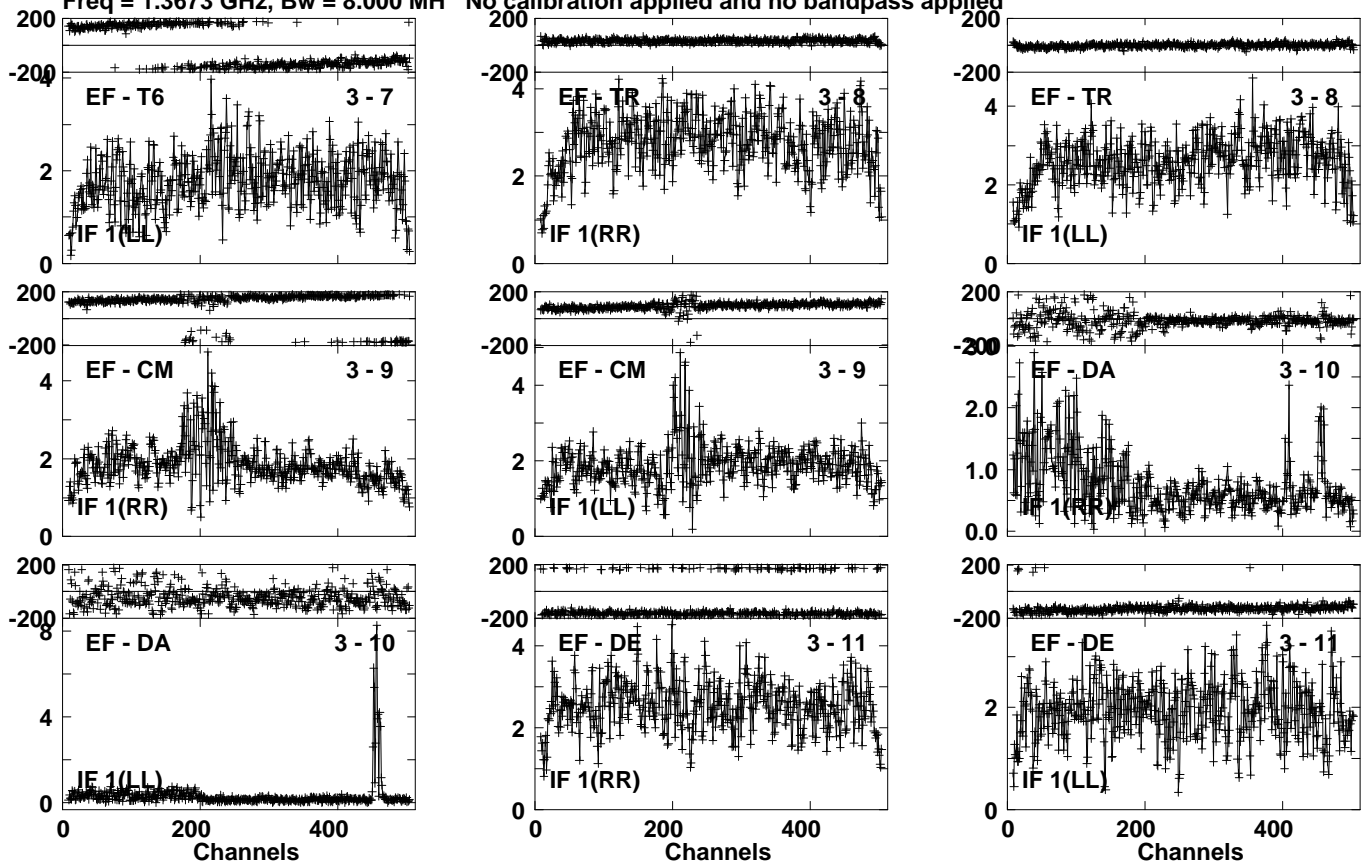 Freq = 1.3673 GHz, Bw = 8.000 MH No calibration applied and no bandpass applied
200
-200
4
2
0
EF - T6 3 - 7
IF 1(LL)
200
-200
4
2
0
EF - TR 3 - 8
IF 1(RR)
200
-200
4
2
0
EF - TR 3 - 8
IF 1(LL)
200
-200
4
2
0
EF - CM 3 - 9
IF 1(RR)
200
-200
4
2
0
EF - CM 3 - 9
IF 1(LL)
200
-200
3.0
2.0
1.0
0.0
EF - DA 3 - 10
IF 1(RR)
200
-200
8
4
0
EF - DA 3 - 10
IF 1(LL)
200
-200
4
2
0
EF - DE 3 - 11
IF 1(RR)
200
-200
2
0
EF - DE 3 - 11
IF 1(LL)
0 200 400
Channels
0 200 400
Channels
0 200 400
Channels